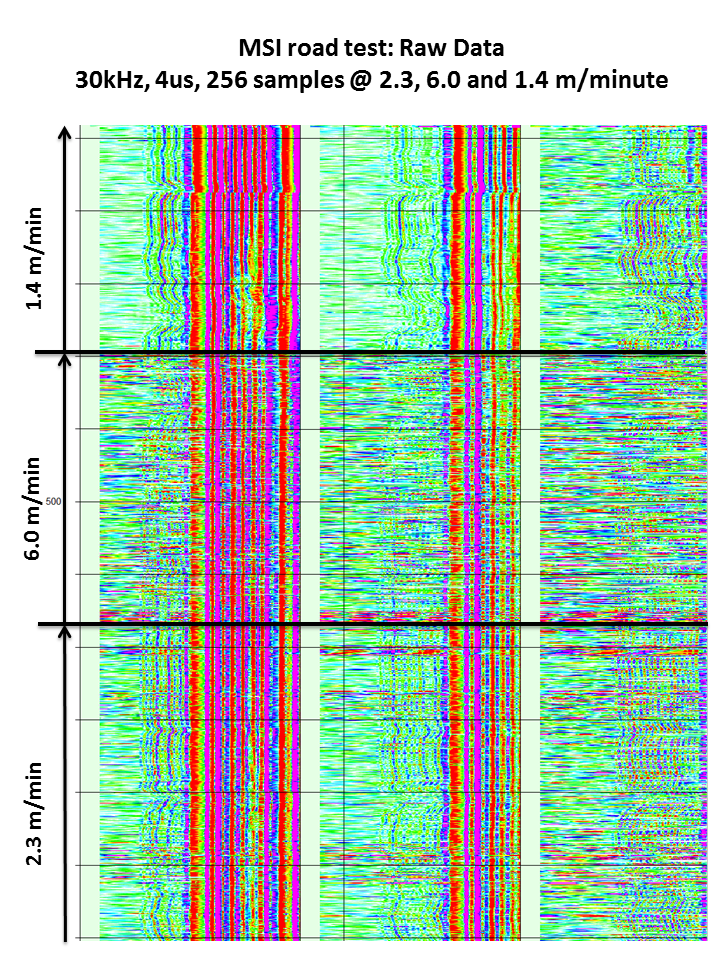 MSI road test: Raw Data
30kHz, 4us, 256 samples @ 2.3, 6.0 and 1.4 m/minute
1.4 m/min
6.0 m/min
500
2.3 m/min